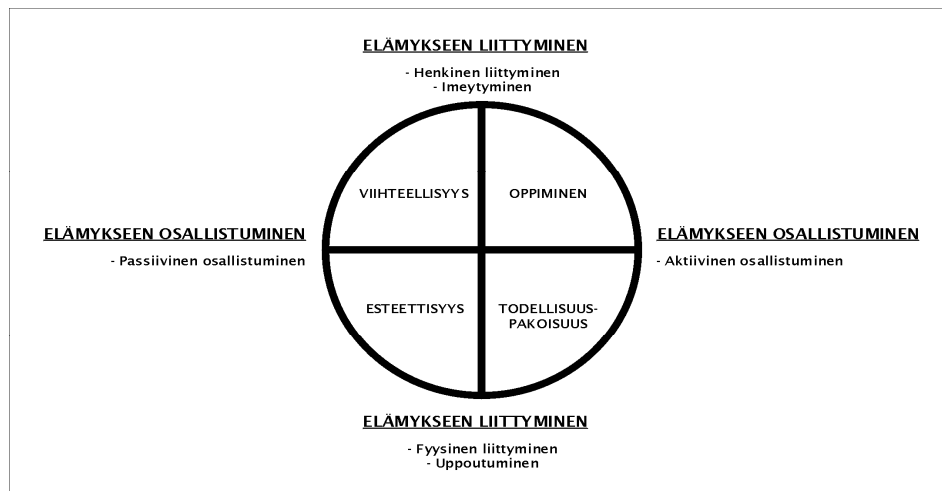 ELÄMYKSEEN LIITTYMINEN
- Henkinen liittyminen
- Imeytyminen
VIIHTEELLISYYS
OPPIMINEN
ELÄMYKSEEN OSALLISTUMINEN
- Passiivinen osallistuminen
ELÄMYKSEEN OSALLISTUMINEN
- Aktiivinen osallistuminen
ESTEETTISYYS
TODELLISUUS-
PAKOISUUS
ELÄMYKSEEN LIITTYMINEN
- Fyysinen liittyminen
- Uppoutuminen